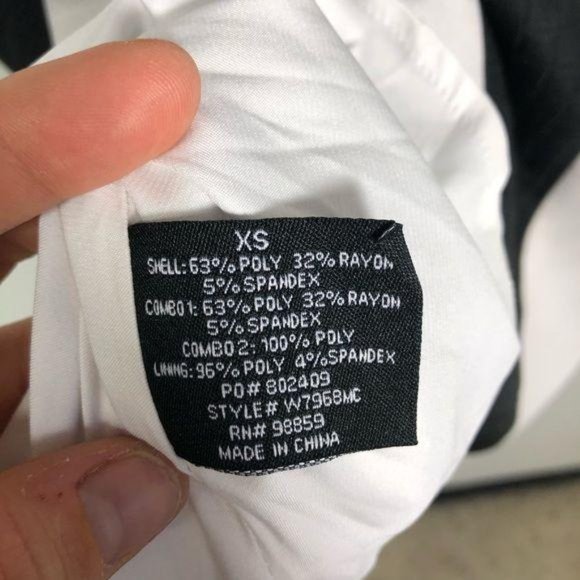 XS
SHELL: 63% POLY 32% RAYON
5% SPANDEX
COMBO 1: 63% POLY 32% RAYON
5% SPANDEX
COMBO 2: 100% POLY
LINING: 96% POLY 4% SPANDEX
PO# 802409
STYLE# W7968MC
RN# 98859
MADE IN CHINA